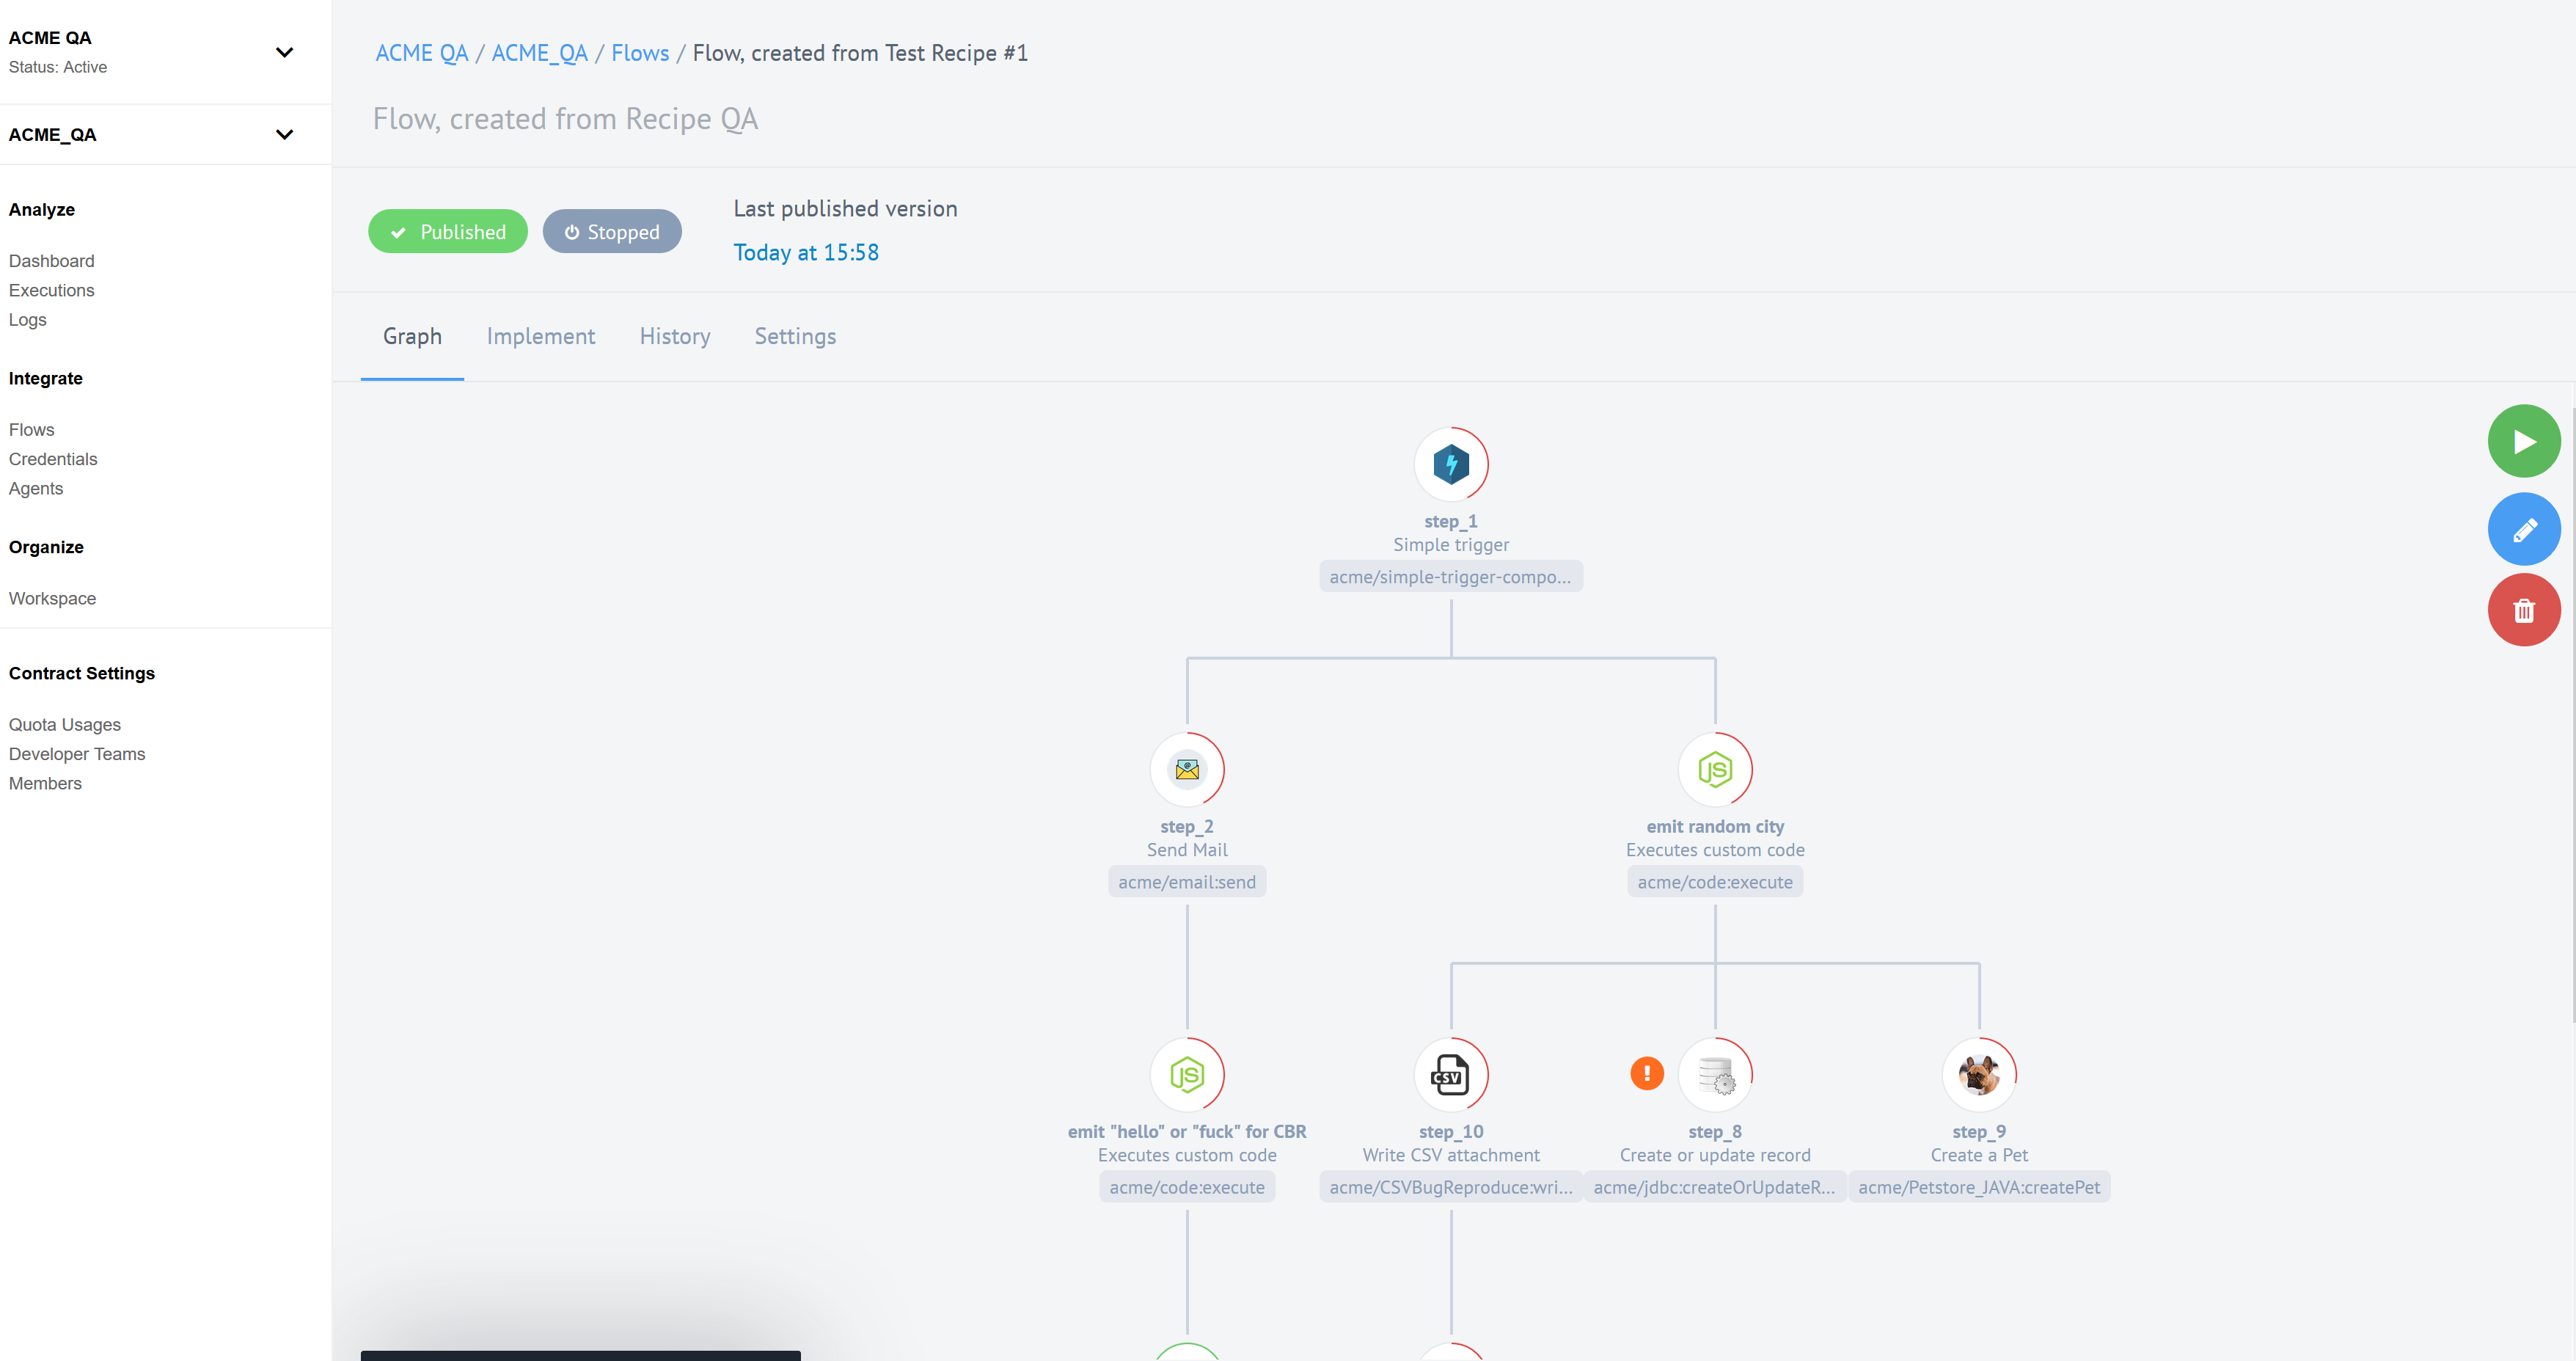 ACME QA
Status: Active
ACME_QA
Analyze
Dashboard
Executions
Logs
Integrate
Flows
Credentials
Agents
Organize
Workspace
Contract Settings
Quota Usages
Developer Teams
Members
ACME QA / ACME_QA / Flows / Flow, created from Test Recipe #1
Flow, created from Recipe QA
Published
Stopped
Last published version
Today at 15:58
Graph Implement History Settings
step_1
Simple trigger
acme/simple-trigger-compo...
@
step_2
Send Mail
acme/email:send
JS
emit random city
Executes custom code
acme/code:execute
JS
emit "hello" or "fuck" for CBR
Executes custom code
acme/code:execute
CSV
step_10
Write CSV attachment
acme/CSVBugReproduce:wri...
!
step_8
Create or update record
acme/jdbc:createOrUpdateR...
step_9
Create a Pet
acme/Petstore_JAVA:createPet